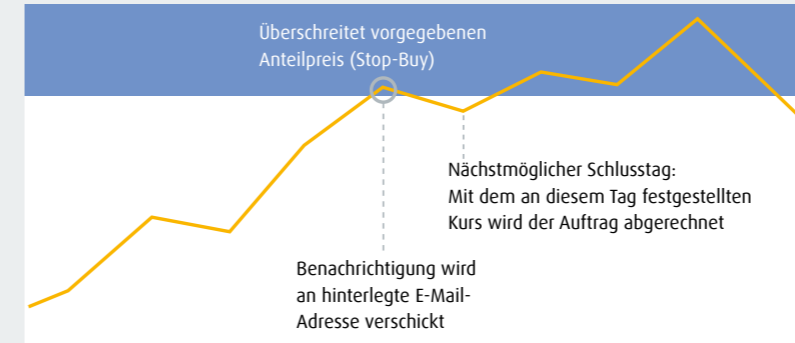 Überschreitet vorgegebenen
Anteilpreis (Stop-Buy)
Nächstmöglicher Schlusstag:
Mit dem an diesem Tag festgestellten
Kurs wird der Auftrag abgerechnet
Benachrichtigung wird
an hinterlegte E-Mail-
Adresse verschickt